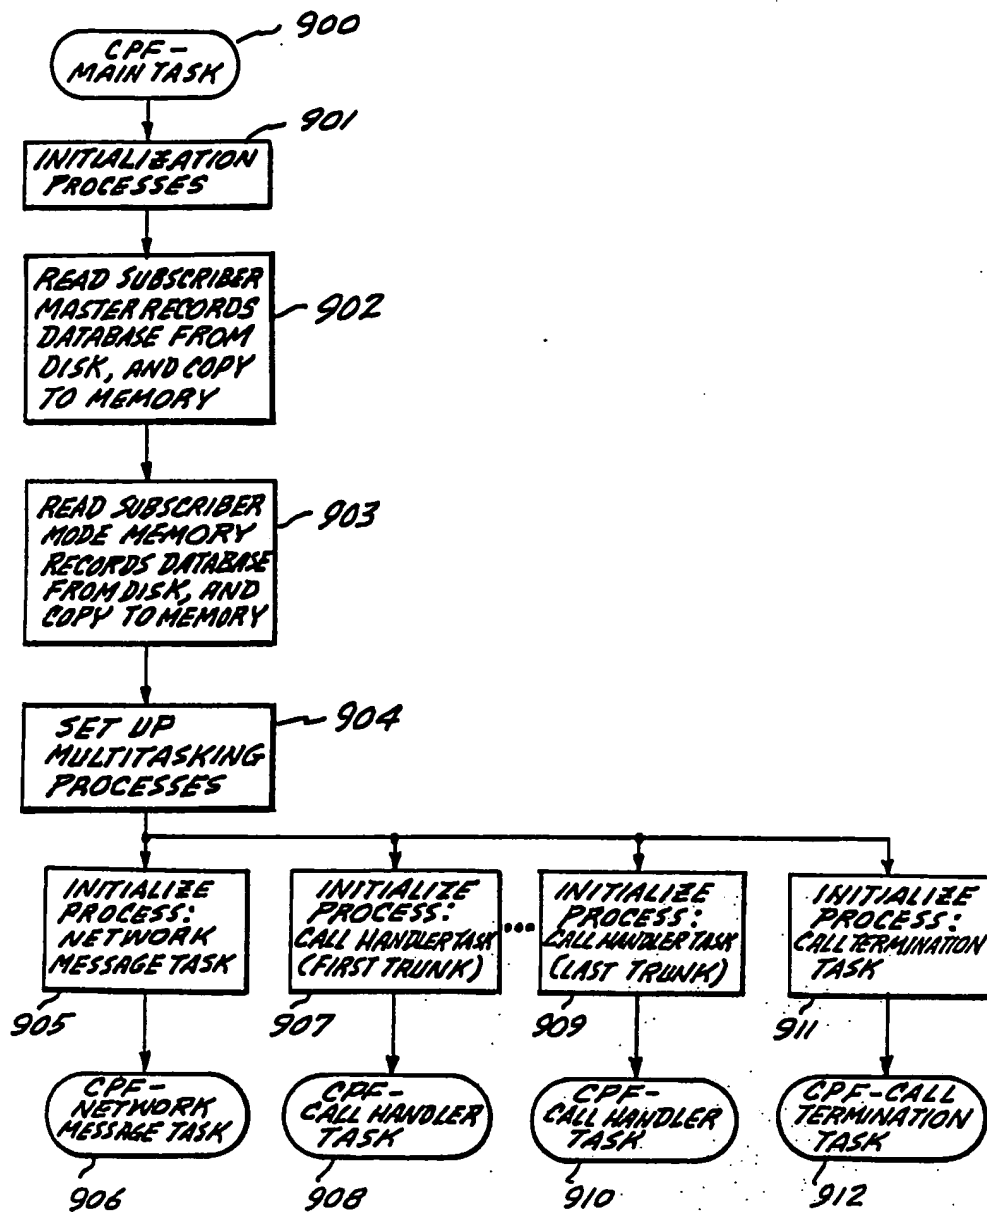 900
CPF-
MAIN TASK
901
INITIALIZATION
PROCESSES
READ SUBSCRIBER
MASTER RECORDS
DATABASE FROM
DISK, AND COPY
TO MEMORY
902
READ SUBSCRIBER
MODE MEMORY
RECORDS DATABASE
FROM DISK, AND
COPY TO MEMORY
903
SET UP
MULTITASKING
PROCESSES
904
INITIALIZE
PROCESS:
NETWORK
MESSAGE TASK
905
INITIALIZE
PROCESS:
CALL HANDLER TASK
(FIRST TRUNK)
907
...
INITIALIZE
PROCESS:
CALL HANDLER TASK
(LAST TRUNK)
909
INITIALIZE
PROCESS:
CALL TERMINATION
TASK
911
CPF-
NETWORK
MESSAGE TASK
906
CPF-
CALL HANDLER
TASK
908
CPF-
CALL HANDLER
TASK
910
CPF-CALL
TERMINATION
TASK
912